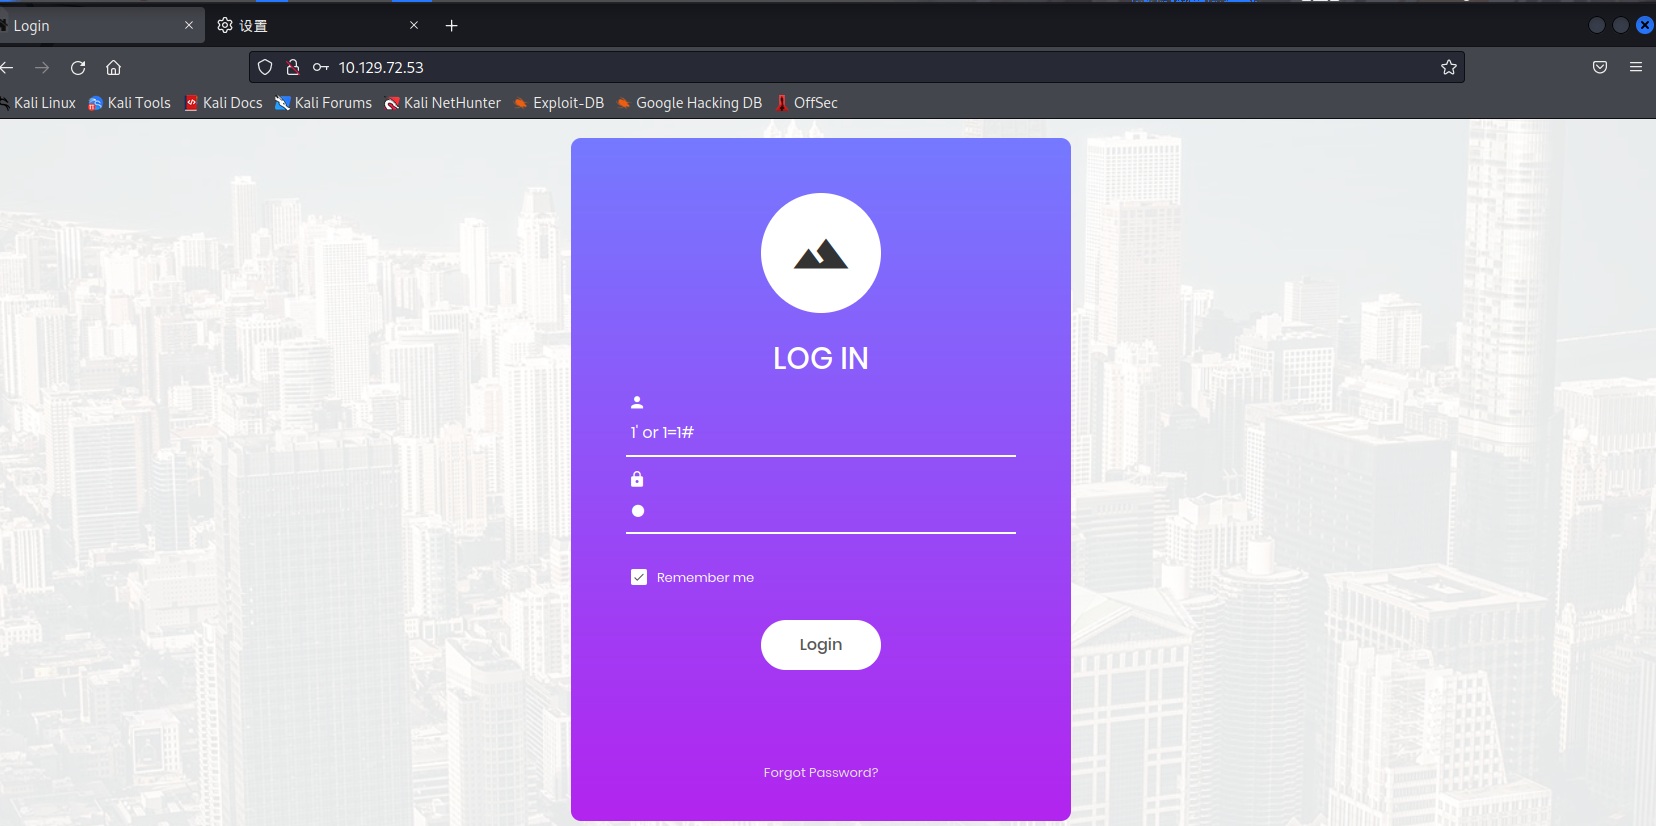 Login
设置
10.129.72.53
Kali Linux Kali Tools Kali Docs Kali Forums Kali NetHunter Exploit-DB Google Hacking DB OffSec
LOG IN
1' or 1=1#
Remember me
Login
Forgot Password?